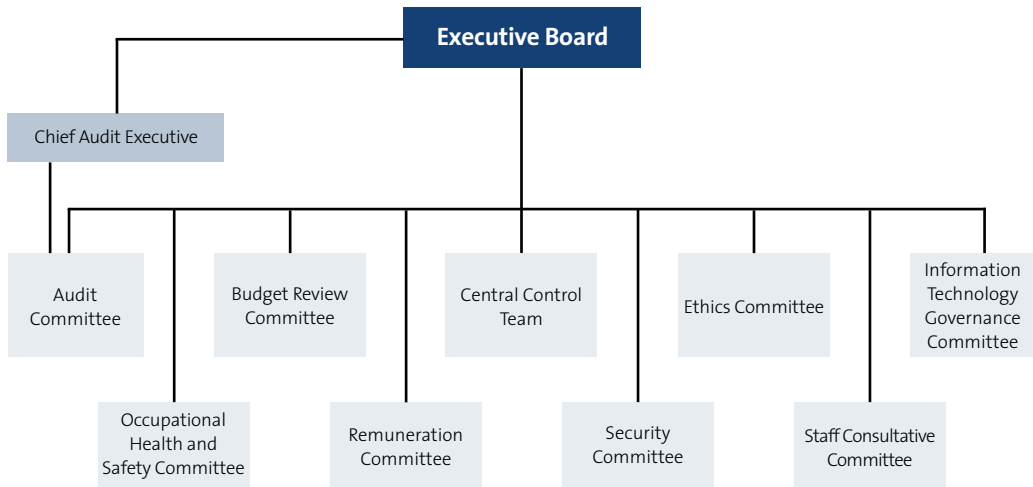 Executive Board
Chief Audit Executive
Audit
Committee
Budget Review
Committee
Central Control
Team
Ethics Committee
Information
Technology
Governance
Committee
Occupational
Health and
Safety Committee
Remuneration
Committee
Security
Committee
Staff Consultative
Committee